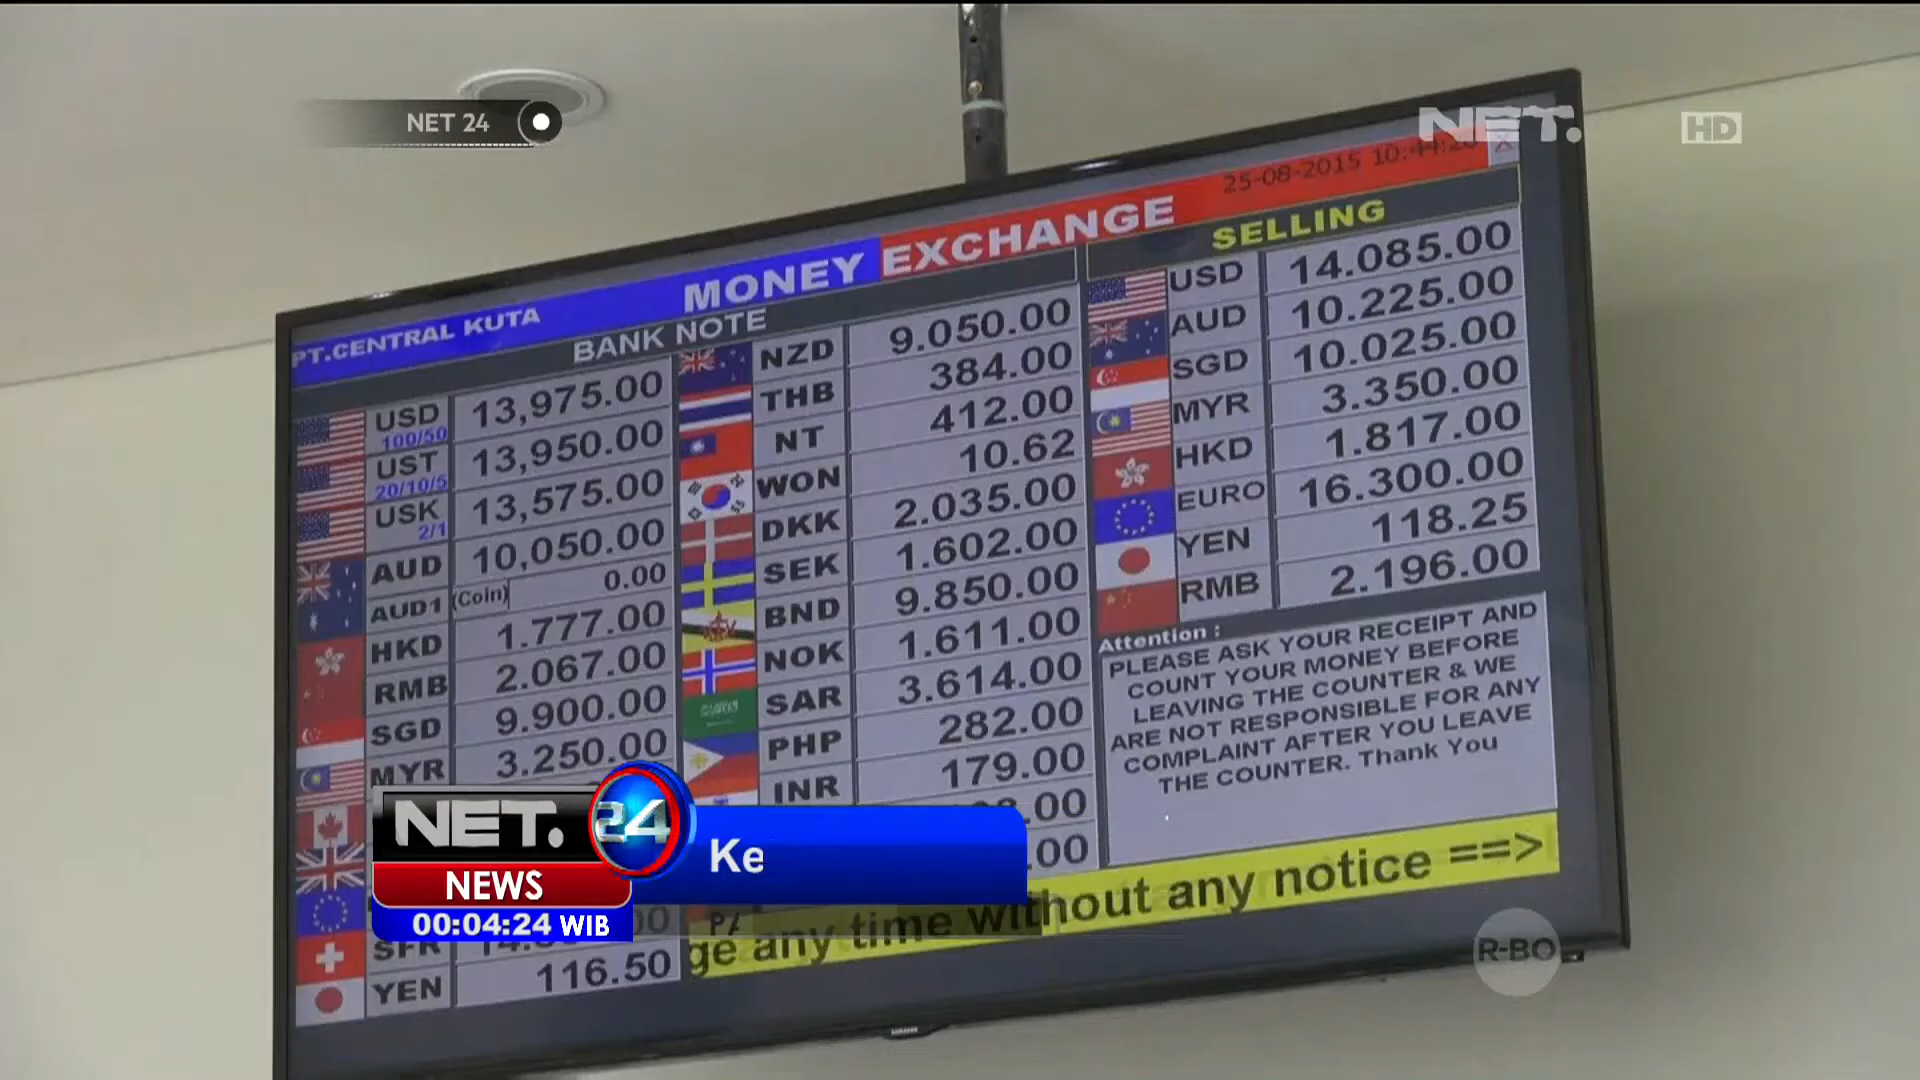 NET 24
NET.
HD
25-08-2015 10:44:20 X
PT.CENTRAL KUTA MONEY EXCHANGE
BANK NOTE
USD 100/50 13,975.00
UST 20/10/5 13,950.00
USK 2/1 13,575.00
AUD 10,050.00
AUD1 (Coin) 0.00
HKD 1.777.00
RMB 2.067.00
SGD 9.900.00
MYR 3.250.00
SFR
YEN 116.50
NZD 9.050.00
THB 384.00
NT 412.00
WON 10.62
DKK 2.035.00
SEK 1.602.00
BND 9.850.00
NOK 1.611.00
SAR 3.614.00
PHP 282.00
INR 179.00
.00
.00
SELLING
USD 14.085.00
AUD 10.225.00
SGD 10.025.00
MYR 3.350.00
HKD 1.817.00
EURO 16.300.00
YEN 118.25
RMB 2.196.00
Attention :
PLEASE ASK YOUR RECEIPT AND
COUNT YOUR MONEY BEFORE
LEAVING THE COUNTER & WE
ARE NOT RESPONSIBLE FOR ANY
COMPLAINT AFTER YOU LEAVE
THE COUNTER. Thank You
ge any time without any notice ==>
NET. 24
NEWS
00:04:24 WIB
Ke
R-BO